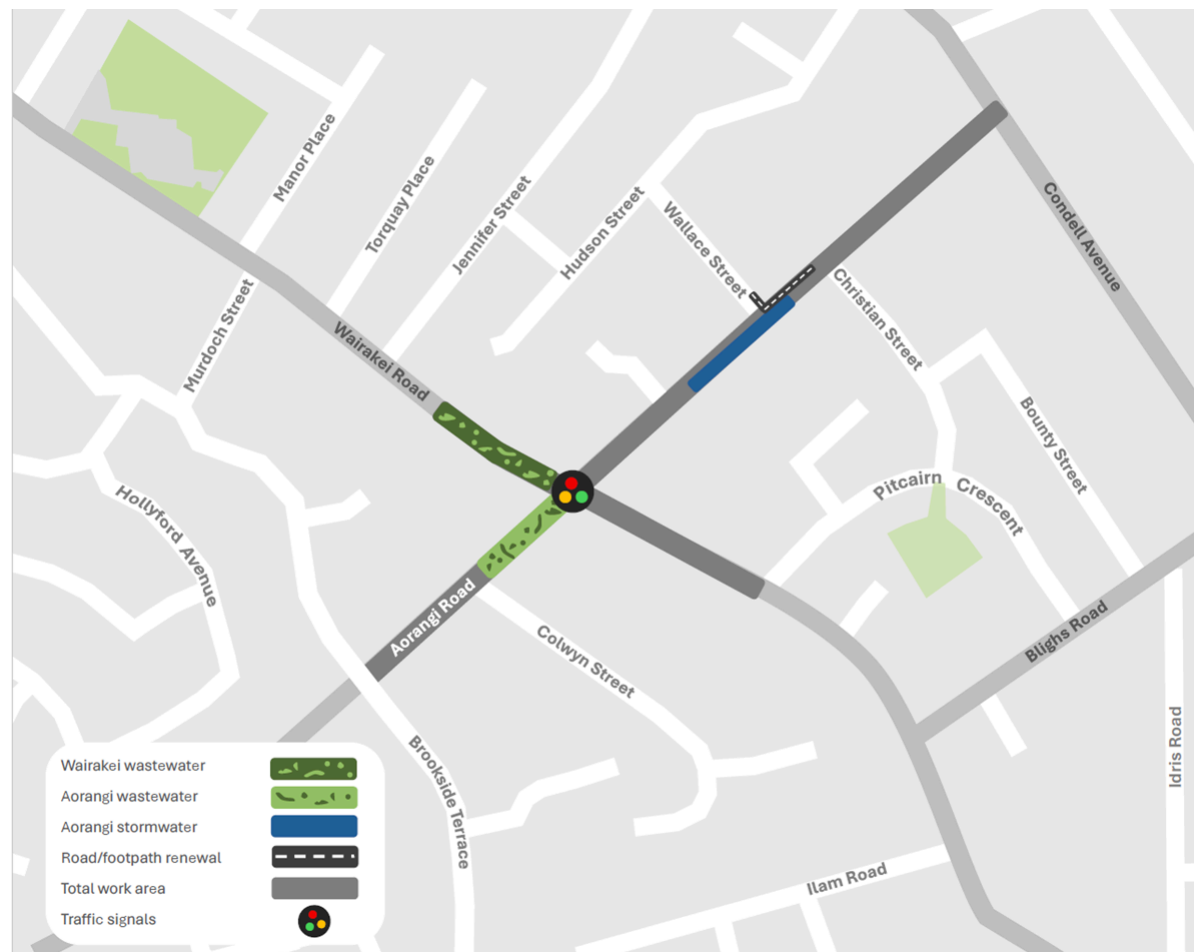 Manor Place
Torquay Place
Jennifer Street
Hudson Street
Wallace Street
Condell Avenue
Christian Street
Murdoch Street
Wairakei Road
Bounty Street
Pitcairn Crescent
Hollyford Avenue
Aorangi Road
Colwyn Street
Blighs Road
Idris Road
Brookside Terrace
Ilam Road
Wairakei wastewater
Aorangi wastewater
Aorangi stormwater
Road/footpath renewal
Total work area
Traffic signals